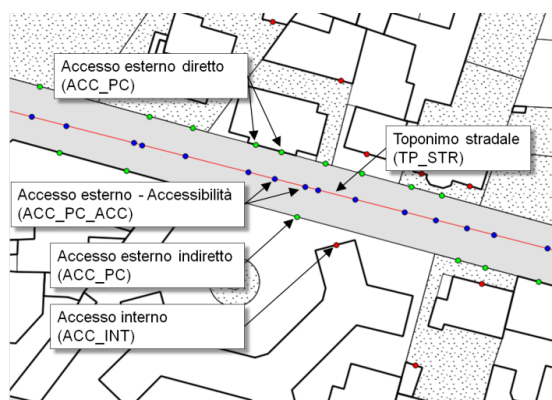 Accesso esterno diretto
(ACC_PC)
Toponimo stradale
(TP_STR)
Accesso esterno - Accessibilità
(ACC_PC_ACC)
Accesso esterno indiretto
(ACC_PC)
Accesso interno
(ACC_INT)